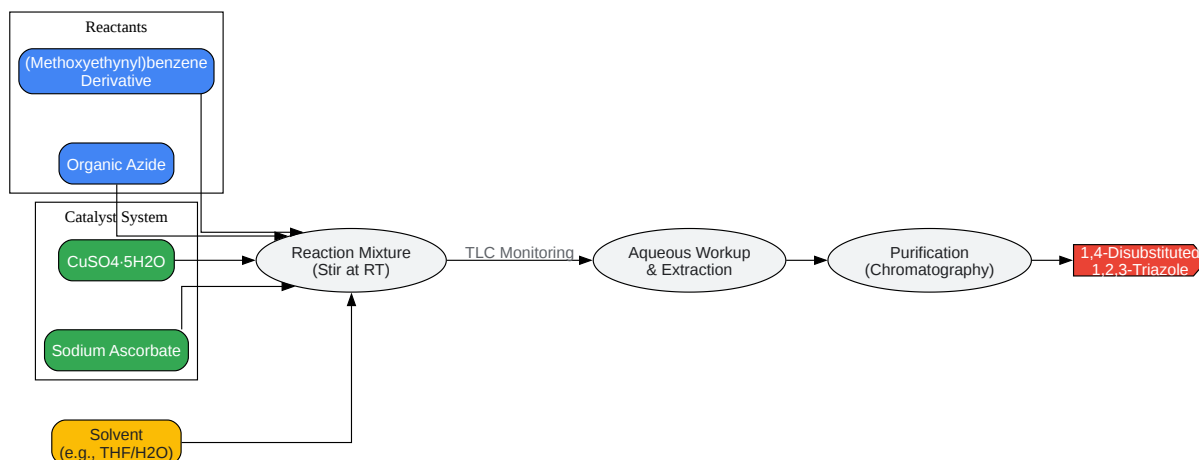 Reactants
(Methoxyethynyl)benzene
Derivative
Organic Azide
Catalyst System
CuSO4·5H2O
Sodium Ascorbate
Solvent
(e.g., THF/H2O)
Reaction Mixture
(Stir at RT)
TLC Monitoring
Aqueous Workup
& Extraction
Purification
(Chromatography)
1,4-Disubstituted
1,2,3-Triazole